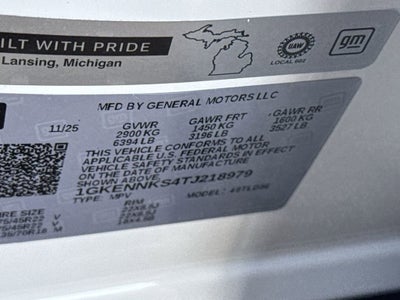 ILT WITH PRIDE
Lansing, Michigan
UAW
LOCAL 602
gm
MFD BY GENERAL MOTORS LLC
11/25 GVWR GAWR FRT GAWR RR
2900 KG 1450 KG 1600 KG
6394 LB 3196 LB 3527 LB
THIS VEHICLE CONFORMS TO ALL
APPLICABLE U.S. FEDERAL MOTOR
VEHICLE SAFETY STANDARDS IN EFFECT
ON THE DATE OF MANUFACTURE
SHOWN ABOVE.
1GKENNKS4TJ218979
TYPE: MPV MODEL:
RE SIZE RIM